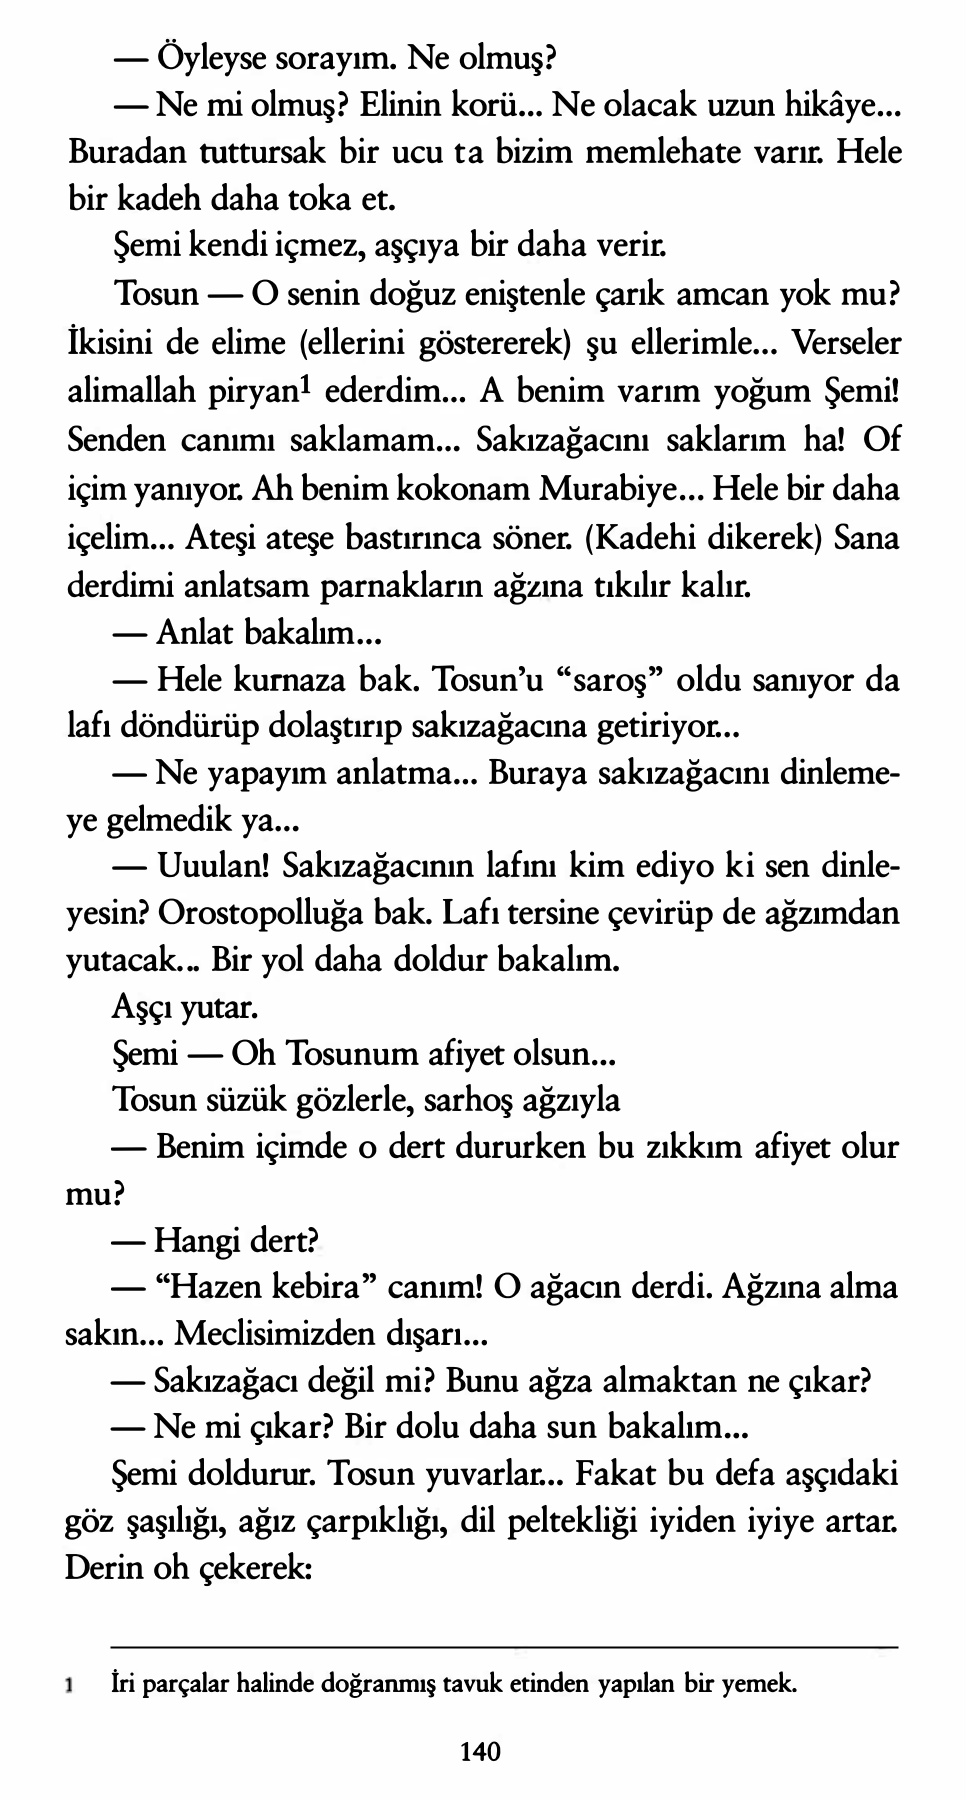 — Öyleyse sorayım. Ne olmuş?
— Ne mi olmuş? Elinin korü... Ne olacak uzun hikâye...
Buradan tuttursak bir ucu ta bizim memlehate varır. Hele
bir kadeh daha toka et.
Şemi kendi içmez, aşçıya bir daha verir.
Tosun — O senin doğuz eniştenle çarık amcan yok mu?
İkisini de elime (ellerini göstererek) şu ellerimle... Verseler
alimallah piryan¹ ederdim... A benim varım yoğum Şemi!
Senden canımı saklamam... Sakızağacını saklarım ha! Of
içim yanıyor. Ah benim kokonam Murabiye... Hele bir daha
içelim... Ateşi ateşe bastırınca söner. (Kadehi dikerek) Sana
derdimi anlatsam parnakların ağzına tıkılır kalır.
— Anlat bakalım...
— Hele kurnaza bak. Tosun’u “saroş” oldu sanıyor da
lafı döndürüp dolaştırıp sakızağacına getiriyor...
— Ne yapayım anlatma... Buraya sakızağacını dinleme-
ye gelmedik ya...
— Uuulan! Sakızağacının lafını kim ediyo ki sen dinle-
yesin? Orostopolluğa bak. Lafı tersine çevirüp de ağzımdan
yutacak... Bir yol daha doldur bakalım.
Aşçı yutar.
Şemi — Oh Tosunum afiyet olsun...
Tosun süzük gözlerle, sarhoş ağzıyla
— Benim içimde o dert dururken bu zıkkım afiyet olur
mu?
— Hangi dert?
— “Hazen kebira” canım! O ağacın derdi. Ağzına alma
sakın... Meclisimizden dışarı...
— Sakızağacı değil mi? Bunu ağza almaktan ne çıkar?
— Ne mi çıkar? Bir dolu daha sun bakalım...
Şemi doldurur. Tosun yuvarlar... Fakat bu defa aşçıdaki
göz şaşılığı, ağız çarpıklığı, dil peltekliği iyiden iyiye artar.
Derin oh çekerek:
1 İri parçalar halinde doğranmış tavuk etinden yapılan bir yemek.
140